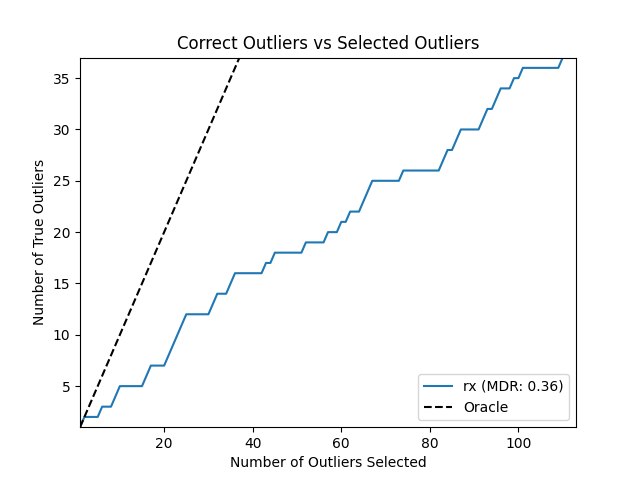 Correct Outliers vs Selected Outliers
35
30
25
20
15
10
5
Number of True Outliers
rx (MDR: 0.36)
Oracle
20 40 60 80 100
Number of Outliers Selected